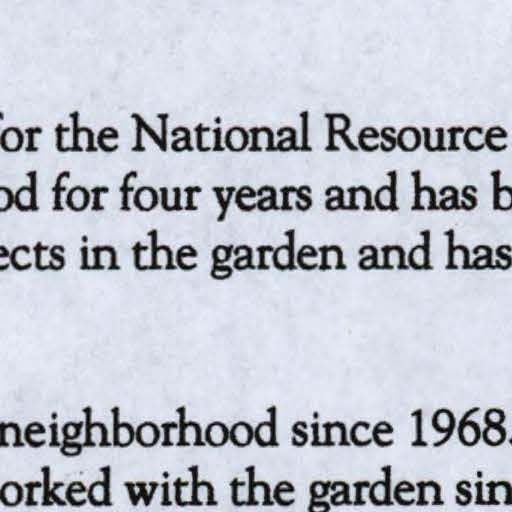 for the National Resource
od for four years and has b
ects in the garden and has
neighborhood since 1968.
orked with the garden sin